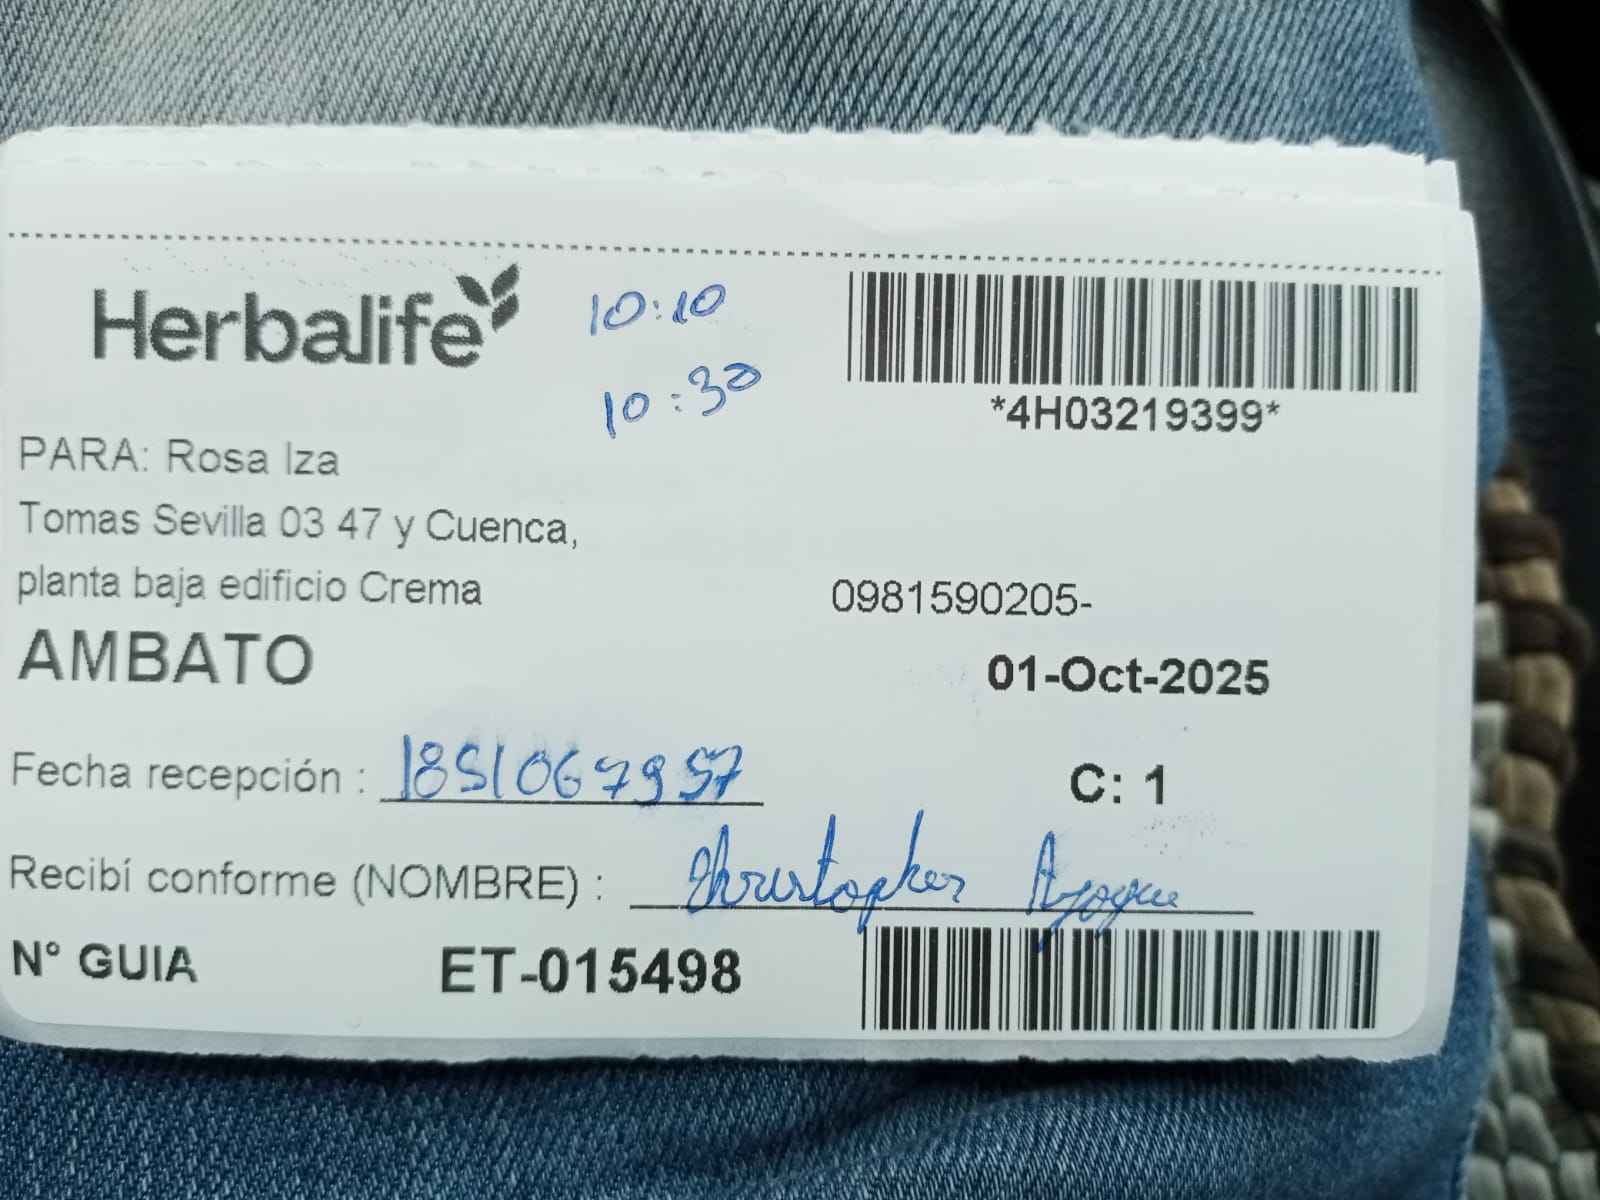 Herbalife
10:10
10:30
*4H03219399*
PARA: Rosa Iza
Tomas Sevilla 03 47 y Cuenca,
planta baja edificio Crema
0981590205-
AMBATO
01-Oct-2025
Fecha recepción : 1851067957
C: 1
Recibí conforme (NOMBRE) : Christopher
N° GUIA ET-015498